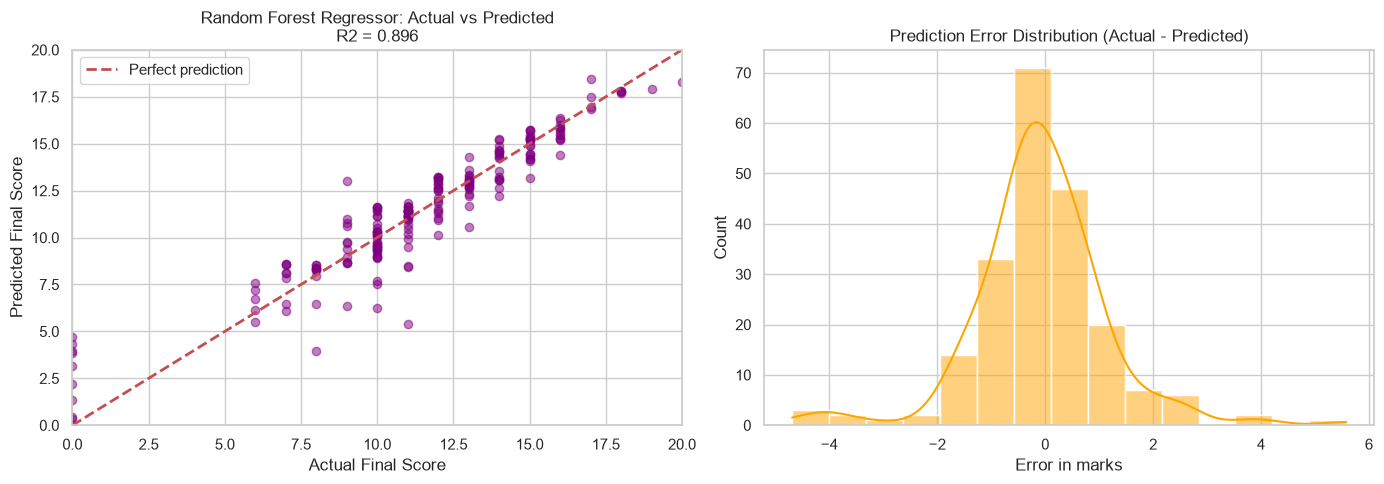 Random Forest Regressor: Actual vs Predicted
R2 = 0.896
Perfect prediction
Predicted Final Score
20.0
17.5
15.0
12.5
10.0
7.5
5.0
2.5
0.0
0.0 2.5 5.0 7.5 10.0 12.5 15.0 17.5 20.0
Actual Final Score
Prediction Error Distribution (Actual - Predicted)
Count
70
60
50
40
30
20
10
0
−4 −2 0 2 4 6
Error in marks